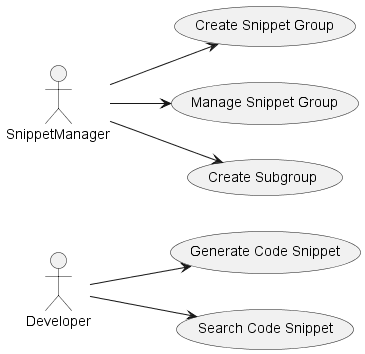 Create Snippet Group
Manage Snippet Group
SnippetManager
Create Subgroup
Generate Code Snippet
Developer
Search Code Snippet